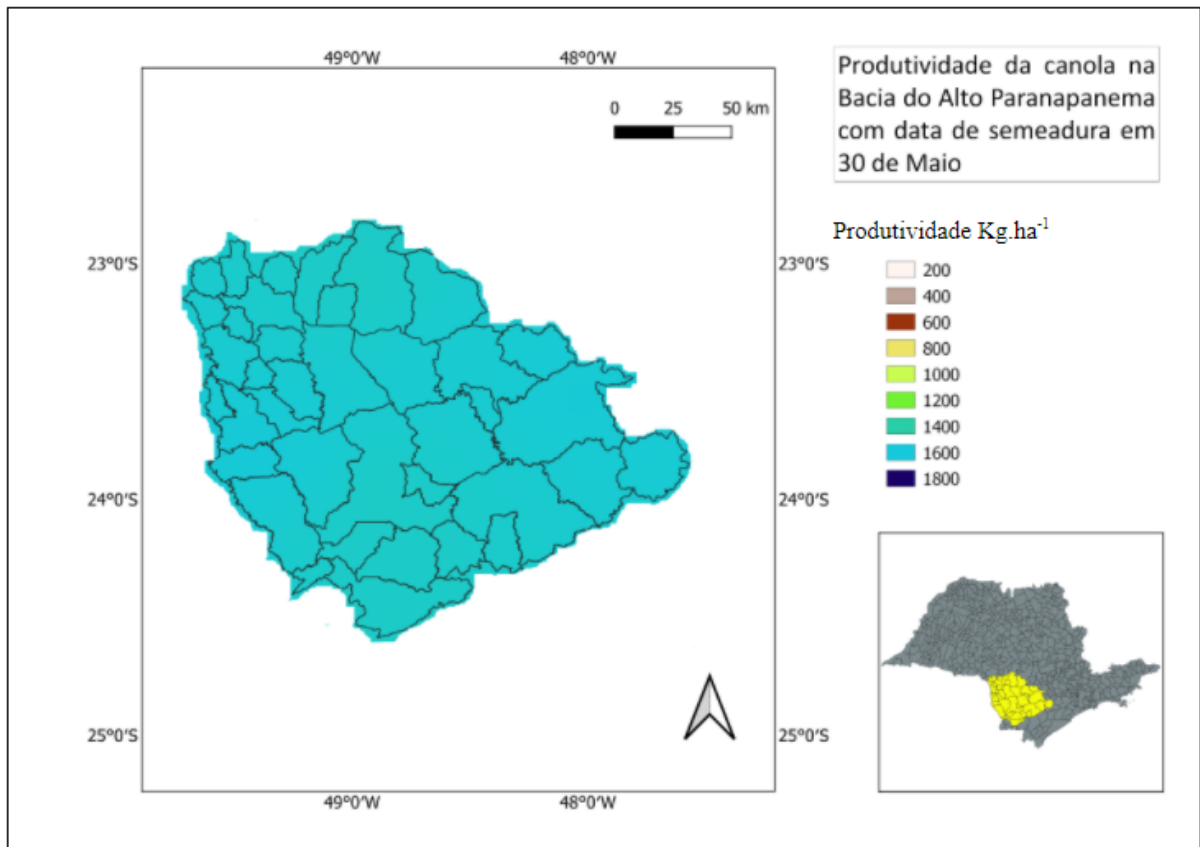 49°0′W 48°0′W
0 25 50 km
Produtividade da canola na
Bacia do Alto Paranapanema
com data de semeadura em
30 de Maio
Produtividade Kg.ha⁻¹
200
400
600
800
1000
1200
1400
1600
1800
23°0′S 23°0′S
24°0′S 24°0′S
25°0′S 25°0′S
49°0′W 48°0′W